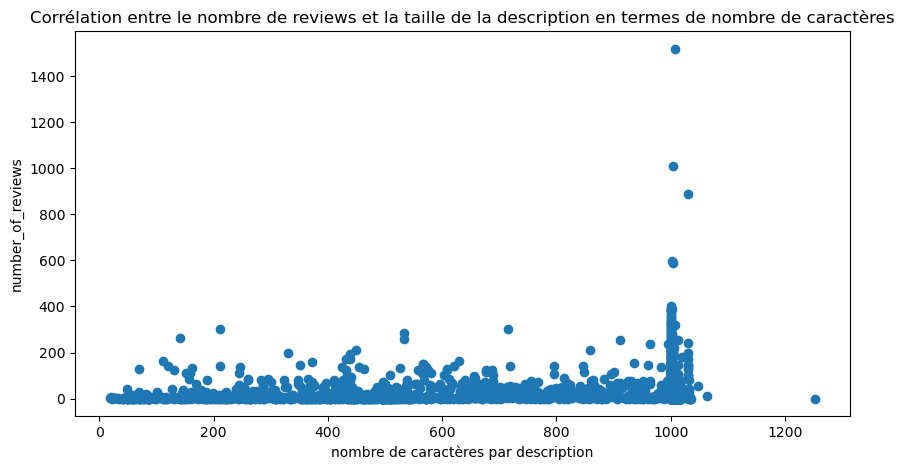 Corrélation entre le nombre de reviews et la taille de la description en termes de nombre de caractères
number_of_reviews
1400
1200
1000
800
600
400
200
0
0 200 400 600 800 1000 1200
nombre de caractères par description